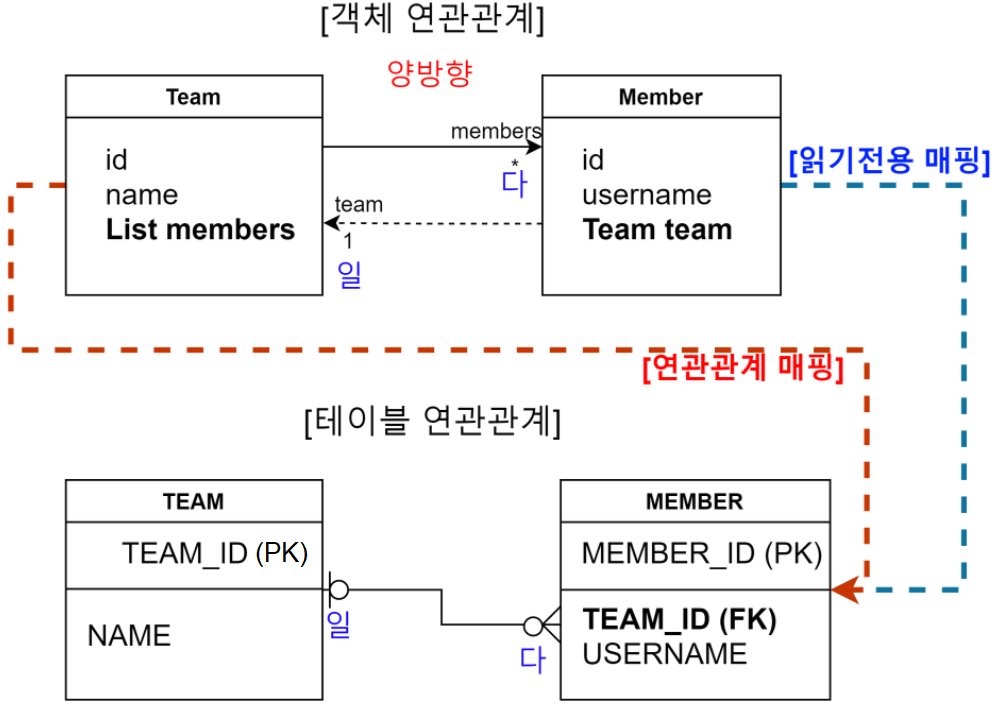 [객체 연관관계]
양방향
Team
id
name
List members
members
*
다
team
1
일
Member
id
username
Team team
[읽기전용 매핑]
[연관관계 매핑]
[테이블 연관관계]
TEAM
TEAM_ID (PK)
NAME
일
다
MEMBER
MEMBER_ID (PK)
TEAM_ID (FK)
USERNAME